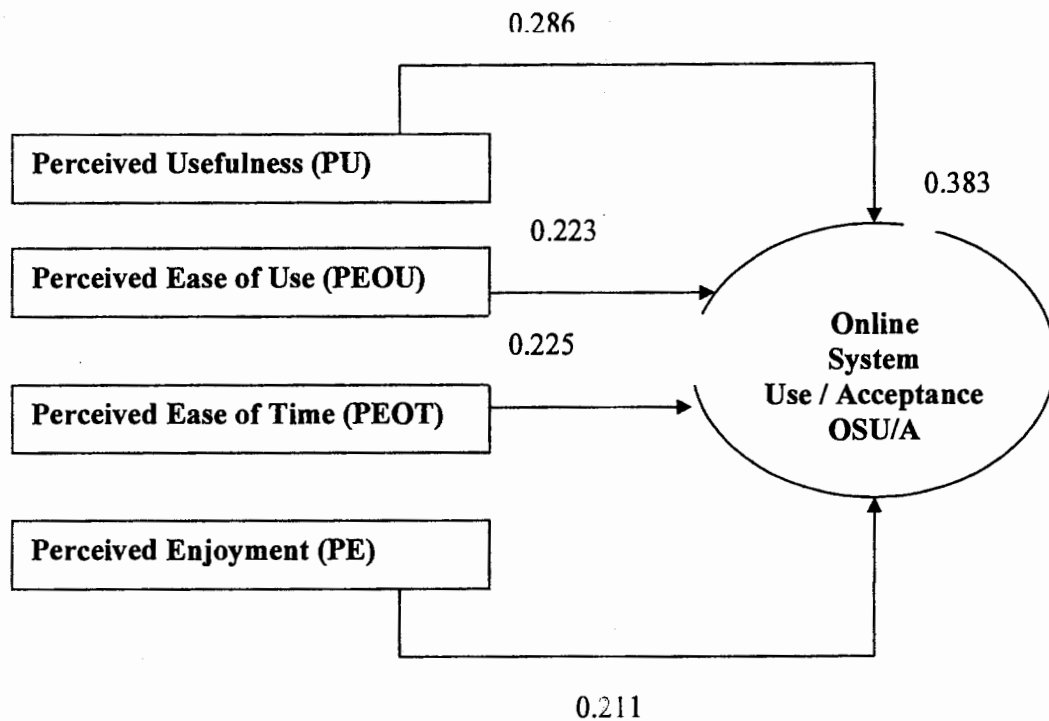 0.286
Perceived Usefulness (PU)
0.383
0.223
Perceived Ease of Use (PEOU)
Online
System
Use / Acceptance
OSU/A
0.225
Perceived Ease of Time (PEOT)
Perceived Enjoyment (PE)
0.211